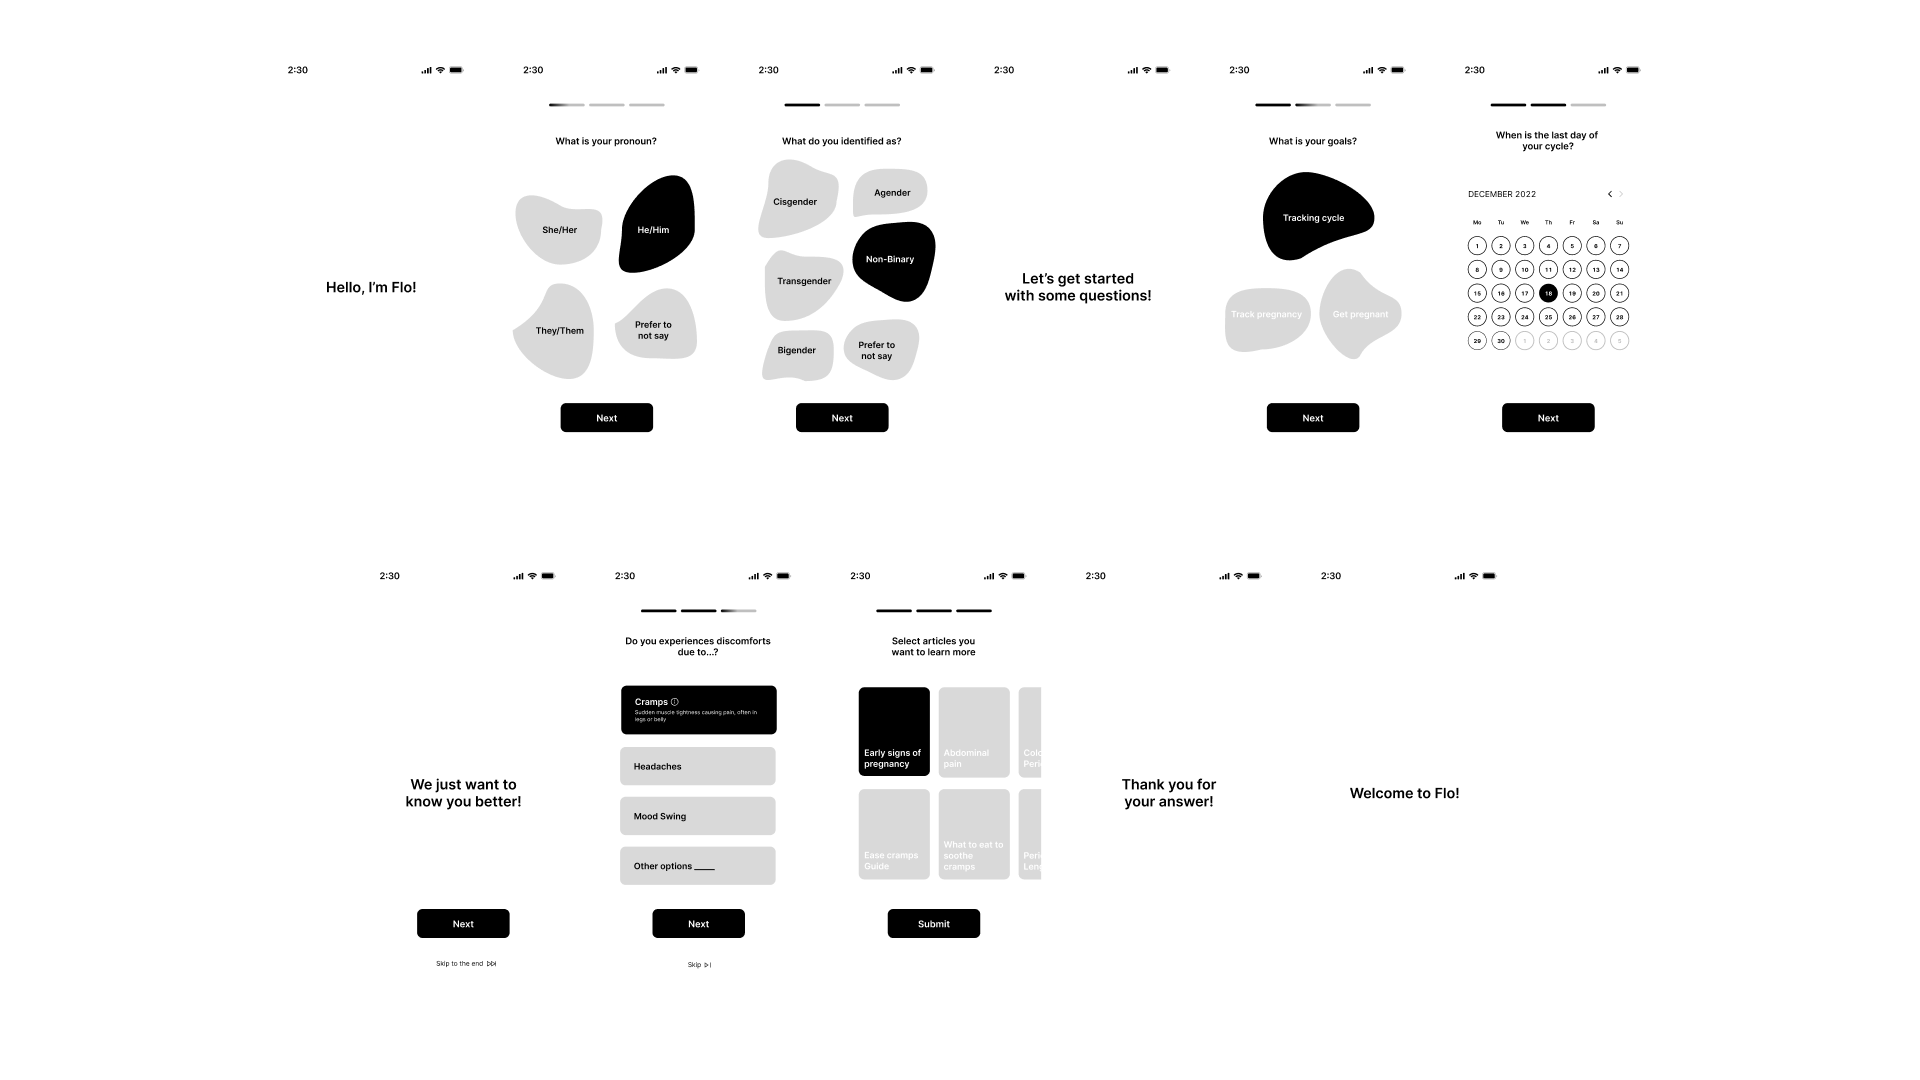 2:30
Hello, I'm Flo!
2:30
What is your pronoun?
She/Her
He/Him
They/Them
Prefer to
not say
Next
2:30
What do you identified as?
Cisgender
Agender
Non-Binary
Transgender
Bigender
Prefer to
not say
Next
2:30
Let's get started
with some questions!
2:30
What is your goals?
Tracking cycle
Track pregnancy
Get pregnant
Next
2:30
When is the last day of
your cycle?
DECEMBER 2022
Mo Tu We Th Fr Sa Su
1 2 3 4 5 6 7
8 9 10 11 12 13 14
15 16 17 18 19 20 21
22 23 24 25 26 27 28
29 30 1 2 3 4 5
Next
2:30
We just want to
know you better!
Next
Skip to the end
2:30
Do you experiences discomforts
due to...?
Cramps
Sudden muscle tightness causing pain, often in
legs or belly
Headaches
Mood Swing
Other options _____
Next
Skip
2:30
Select articles you
want to learn more
Early signs of
pregnancy
Abdominal
pain
Ease cramps
Guide
What to eat to
soothe
cramps
Submit
2:30
Thank you for
your answer!
2:30
Welcome to Flo!